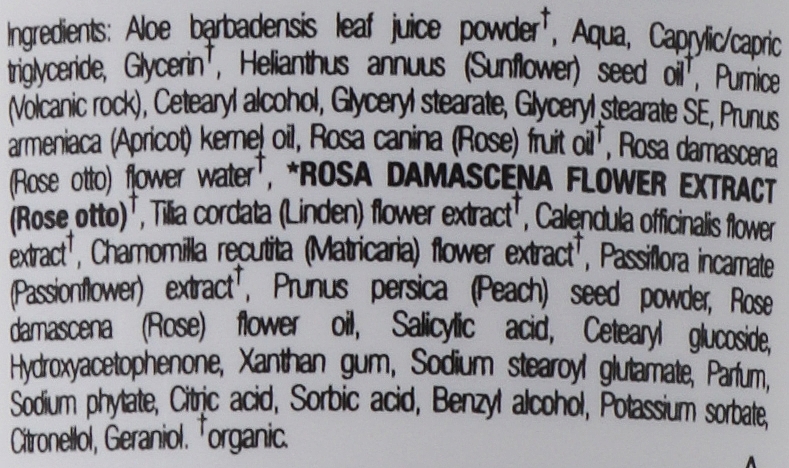 Ingredients: Aloe barbadensis leaf juice powder†, Aqua, Caprylic/capric
triglyceride, Glycerin†, Helianthus annuus (Sunflower) seed oil†, Pumice
(Volcanic rock), Cetearyl alcohol, Glyceryl stearate, Glyceryl stearate SE, Prunus
armeniaca (Apricot) kernel oil, Rosa canina (Rose) fruit oil†, Rosa damascena
(Rose otto) flower water†, *ROSA DAMASCENA FLOWER EXTRACT
(Rose otto)†, Tilia cordata (Linden) flower extract†, Calendula officinalis flower
extract†, Chamomilla recutita (Matricaria) flower extract†, Passiflora incarnate
(Passionflower) extract†, Prunus persica (Peach) seed powder, Rose
damascena (Rose) flower oil, Salicylic acid, Cetearyl glucoside,
Hydroxyacetophenone, Xanthan gum, Sodium stearoyl glutamate, Parfum,
Sodium phytate, Citric acid, Sorbic acid, Benzyl alcohol, Potassium sorbate,
Citronellol, Geraniol. †organic.